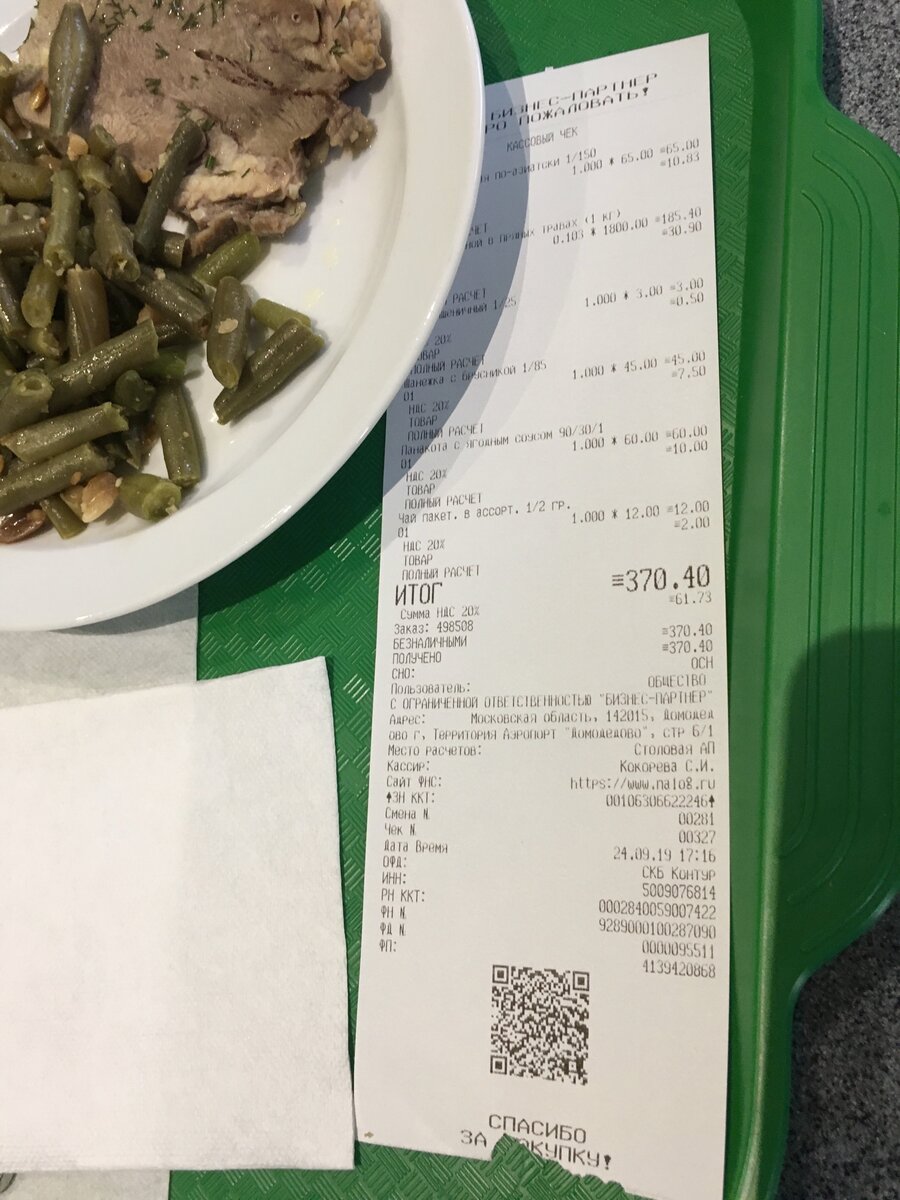 БИЗНЕС-ПАРТНЕР
РО ПОЖАЛОВАТЬ!
КАССОВЫЙ ЧЕК
по-азиатски 1/150
1.000 * 65.00 =65.00
=10.83
в пряных травах (1 кг)
0.103 * 1800.00 =185.40
=30.90
РАСЧЕТ
1/25
1.000 * 3.00 =3.00
=0.50
20%
ТОВАР
ПОЛНЫЙ РАСЧЕТ
Шанежка с брусникой 1/85
1.000 * 45.00 =45.00
01 =7.50
НДС 20%
ТОВАР
ПОЛНЫЙ РАСЧЕТ
Панакота с ягодным соусом 90/30/1
1.000 * 60.00 =60.00
01 =10.00
НДС 20%
ТОВАР
ПОЛНЫЙ РАСЧЕТ
Чай пакет. в ассорт. 1/2 гр.
1.000 * 12.00 =12.00
01 =2.00
НДС 20%
ТОВАР
ПОЛНЫЙ РАСЧЕТ
ИТОГ =370.40
Сумма НДС 20% =61.73
Заказ: 498508
БЕЗНАЛИЧНЫМИ =370.40
ПОЛУЧЕНО =370.40
СНО: ОСН
Пользователь: ОБЩЕСТВО
С ОГРАНИЧЕННОЙ ОТВЕТСТВЕННОСТЬЮ "БИЗНЕС-ПАРТНЕР"
Адрес: Московская область, 142015, Домодед
ово г, Территория Аэропорт "Домодедово", стр 6/1
Место расчетов: Столовая АП
Кассир: Кокорева С.И.
Сайт ФНС: https://www.nalog.ru
ЗН ККТ: 00106306622246
Смена N 00281
Чек N 00327
Дата Время 24.09.19 17:16
ОФД: СКБ Контур
ИНН: 5009076814
РН ККТ: 0002840059007422
ФН N 9289000100287090
ФД N 0000095511
ФП: 4139420868
СПАСИБО
ЗА ПОКУПКУ!